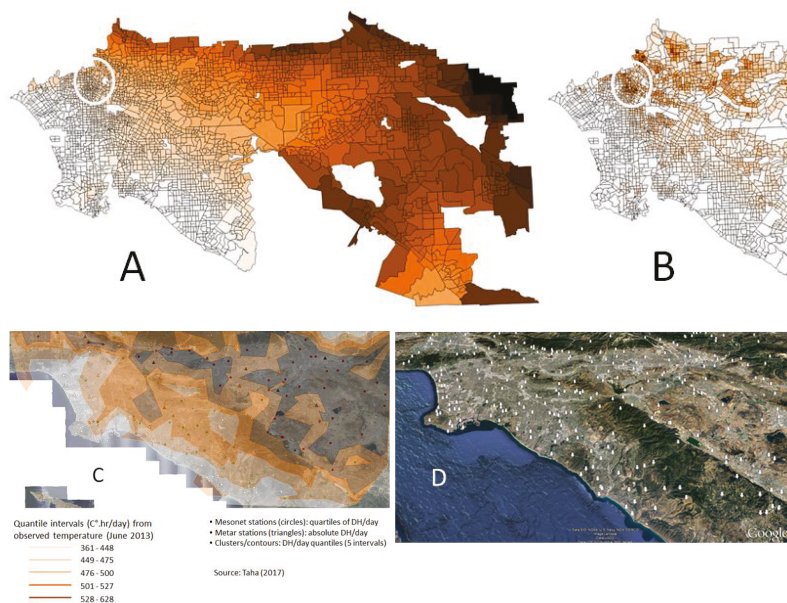 A
B
C
D
Google
Quantile intervals (C°.hr/day) from
observed temperature (June 2013)
361 - 448
449 - 475
476 - 500
501 - 527
528 - 628
• Mesonet stations (circles): quartiles of DH/day
• Metar stations (triangles): absolute DH/day
• Clusters/contours: DH/day quantiles (5 intervals)
Source: Taha (2017)